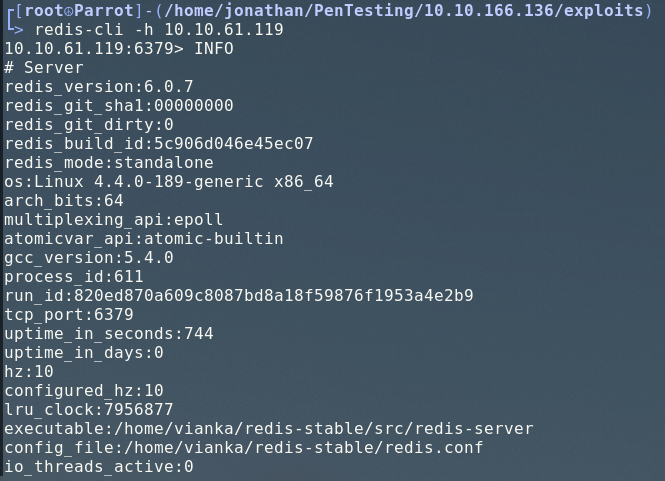 [root☮Parrot]-(/home/jonathan/PenTesting/10.10.166.136/exploits)
> redis-cli -h 10.10.61.119
10.10.61.119:6379> INFO
# Server
redis_version:6.0.7
redis_git_sha1:00000000
redis_git_dirty:0
redis_build_id:5c906d046e45ec07
redis_mode:standalone
os:Linux 4.4.0-189-generic x86_64
arch_bits:64
multiplexing_api:epoll
atomicvar_api:atomic-builtin
gcc_version:5.4.0
process_id:611
run_id:820ed870a609c8087bd8a18f59876f1953a4e2b9
tcp_port:6379
uptime_in_seconds:744
uptime_in_days:0
hz:10
configured_hz:10
lru_clock:7956877
executable:/home/vianka/redis-stable/src/redis-server
config_file:/home/vianka/redis-stable/redis.conf
io_threads_active:0